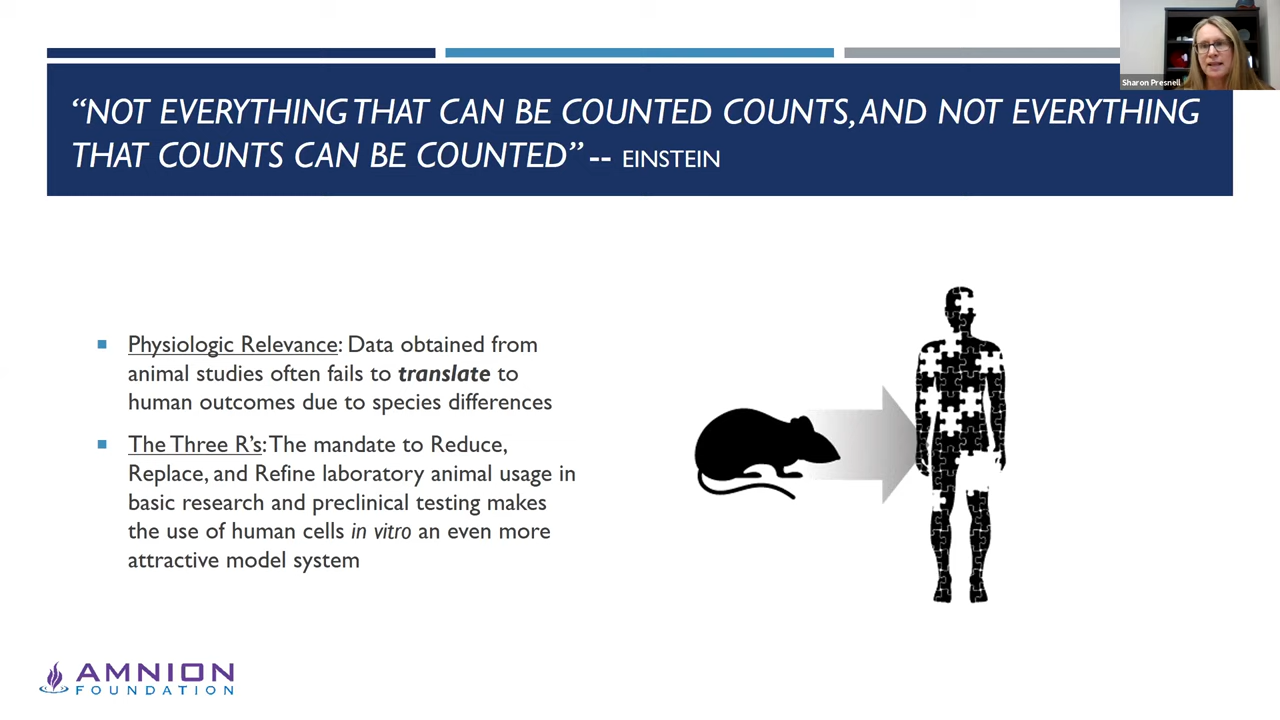 Sharon Presnell
“NOT EVERYTHING THAT CAN BE COUNTED COUNTS, AND NOT EVERYTHING
THAT COUNTS CAN BE COUNTED” -- EINSTEIN
Physiologic Relevance: Data obtained from
animal studies often fails to translate to
human outcomes due to species differences
The Three R’s: The mandate to Reduce,
Replace, and Refine laboratory animal usage in
basic research and preclinical testing makes
the use of human cells in vitro an even more
attractive model system
AMNION
FOUNDATION